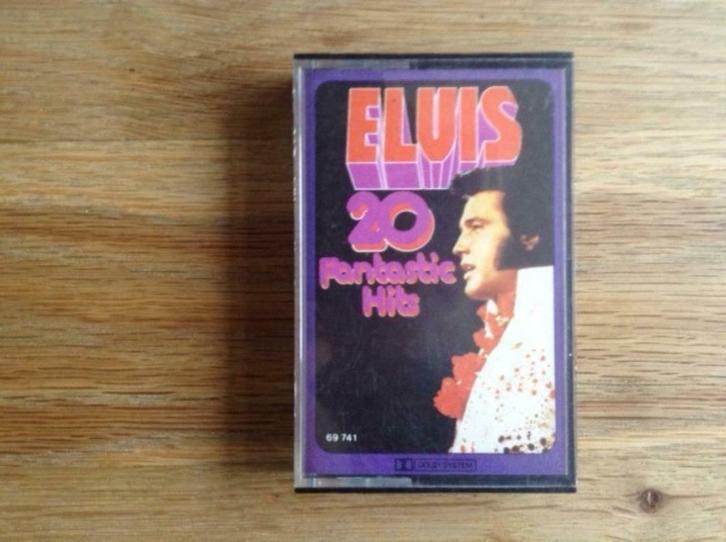 ELVIS
20
Fantastic
Hits
69 741
DOLBY SYSTEM